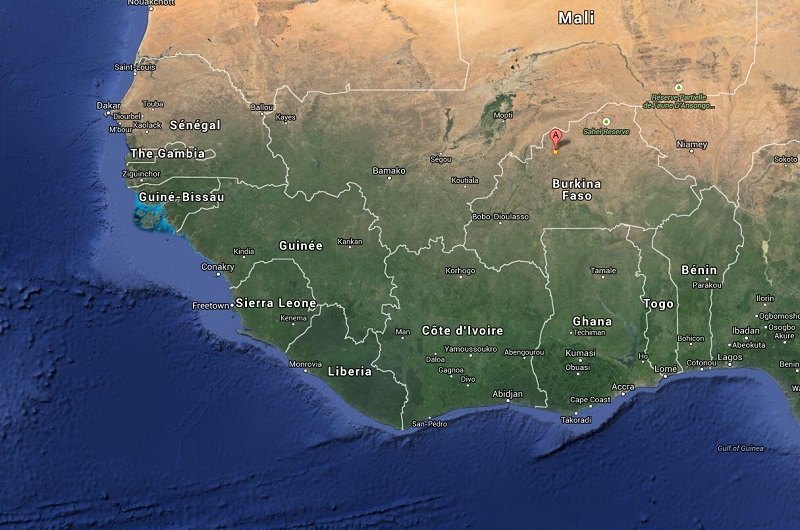 Nouakchott
Mali
Saint-Louis
Réserve Partielle
de Faune D'Ansongo...
Dakar
Touba
Diourbel
Kaolack
M'bour
Sénégal
Ballou
Kayes
Mopti
Sahel Reserve
A
Niamey
The Gambia
Ségou
Sokoto
Ziguinchor
Bamako
Koutiala
Burkina
Faso
Guiné-Bissau
Bobo-Dioulasso
Guinée
Kankan
Kindia
Conakry
Korhogo
Tamale
Bénin
Parakou
Freetown
Sierra Leone
Kenema
Togo
Ilorin
Ogbomosho
Osogbo
Ibadan
Akure
Abeokuta
Man
Côte d'Ivoire
Ghana
Techiman
Bohicon
Yamoussoukro
Daloa
Abengourou
Kumasi
Ho
Lagos
Cotonou
Monrovia
Liberia
Gagnoa
Divo
Obuasi
Lomé
Benin
Abidjan
Accra
Cape Coast
San-Pédro
Takoradi
Gulf of Guinea